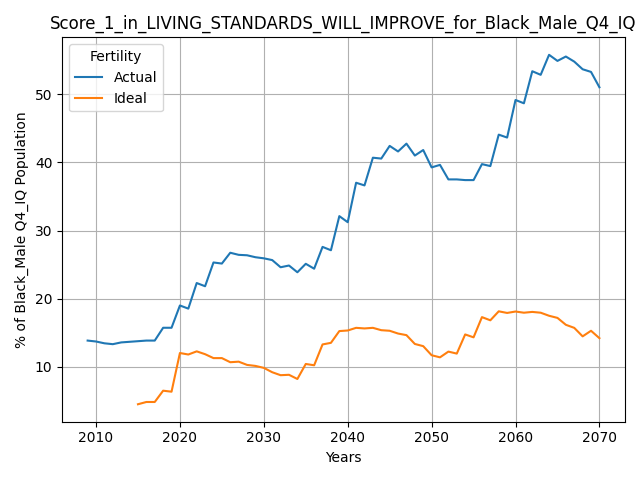 Score_1_in_LIVING_STANDARDS_WILL_IMPROVE_for_Black_Male_Q4_IQ
Fertility
Actual
Ideal
% of Black_Male Q4_IQ Population
50
40
30
20
10
2010 2020 2030 2040 2050 2060 2070
Years